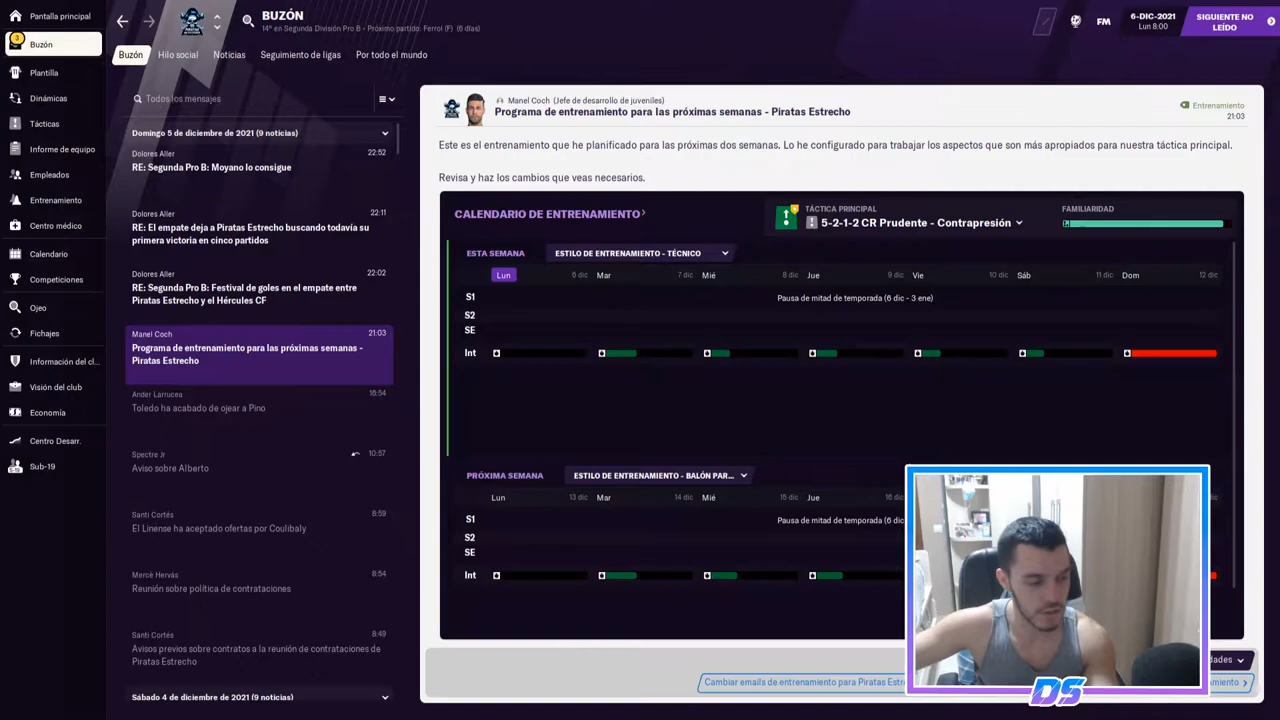 Pantalla principal
3
Buzón
Plantilla
Dinámicas
Tácticas
Informe de equipo
Empleados
Entrenamiento
Centro médico
Calendario
Competiciones
Ojeo
Fichajes
Información del cl...
Visión del club
Economía
Centro Desarr.
Sub-19
BUZÓN
14º en Segunda División Pro B - Próximo partido: Ferrol (F) (6 días)
FM
6-DIC-2021
Lun 8:00
SIGUIENTE NO LEÍDO
Buzón
Hilo social
Noticias
Seguimiento de ligas
Por todo el mundo
Todos los mensajes
Domingo 5 de diciembre de 2021 (9 noticias)
Dolores Aller 22:52
RE: Segunda Pro B: Moyano lo consigue
Dolores Aller 22:11
RE: El empate deja a Piratas Estrecho buscando todavía su
primera victoria en cinco partidos
Dolores Aller 22:02
RE: Segunda Pro B: Festival de goles en el empate entre
Piratas Estrecho y el Hércules CF
Manel Coch 21:03
Programa de entrenamiento para las próximas semanas -
Piratas Estrecho
Ander Larrucea 16:54
Toledo ha acabado de ojear a Pino
Spectre Jr 10:57
Aviso sobre Alberto
Santi Cortés 8:59
El Linense ha aceptado ofertas por Coulibaly
Mercè Hervás 8:54
Reunión sobre política de contrataciones
Santi Cortés 8:49
Avisos previos sobre contratos a la reunión de contrataciones de
Piratas Estrecho
Sábado 4 de diciembre de 2021 (9 noticias)
Manel Coch (Jefe de desarrollo de juveniles)
Programa de entrenamiento para las próximas semanas - Piratas Estrecho
Entrenamiento
21:03
Este es el entrenamiento que he planificado para las próximas dos semanas. Lo he configurado para trabajar los aspectos que son más apropiados para nuestra táctica principal.
Revisa y haz los cambios que veas necesarios.
CALENDARIO DE ENTRENAMIENTO
TÁCTICA PRINCIPAL
5-2-1-2 CR Prudente - Contrapresión
FAMILIARIDAD
ESTA SEMANA
ESTILO DE ENTRENAMIENTO - TÉCNICO
Lun 6 dic Mar 7 dic Mié 8 dic Jue 9 dic Vie 10 dic Sáb 11 dic Dom 12 dic
S1
Pausa de mitad de temporada (6 dic - 3 ene)
S2
SE
Int
PRÓXIMA SEMANA
ESTILO DE ENTRENAMIENTO - BALÓN PAR...
Lun 13 dic Mar 14 dic Mié 15 dic Jue 16 dic
S1
Pausa de mitad de temporada (6 dic
S2
SE
Int
dades
Cambiar emails de entrenamiento para Piratas Estre
amiento
DS